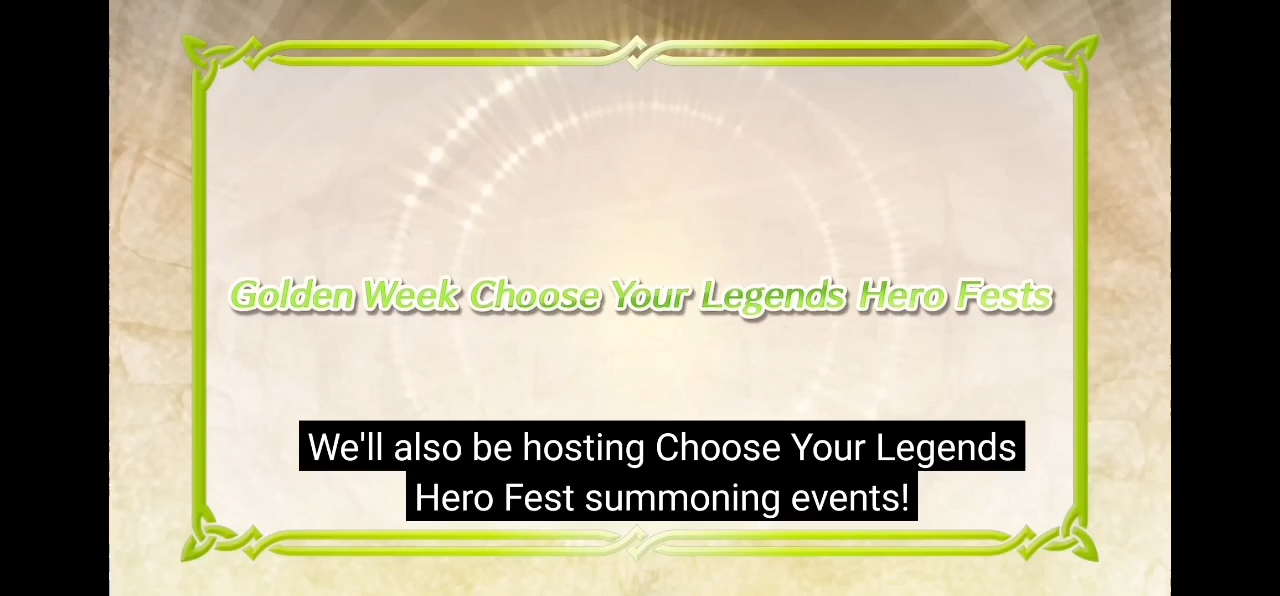 Golden Week Choose Your Legends Hero Fests
We'll also be hosting Choose Your Legends
Hero Fest summoning events!